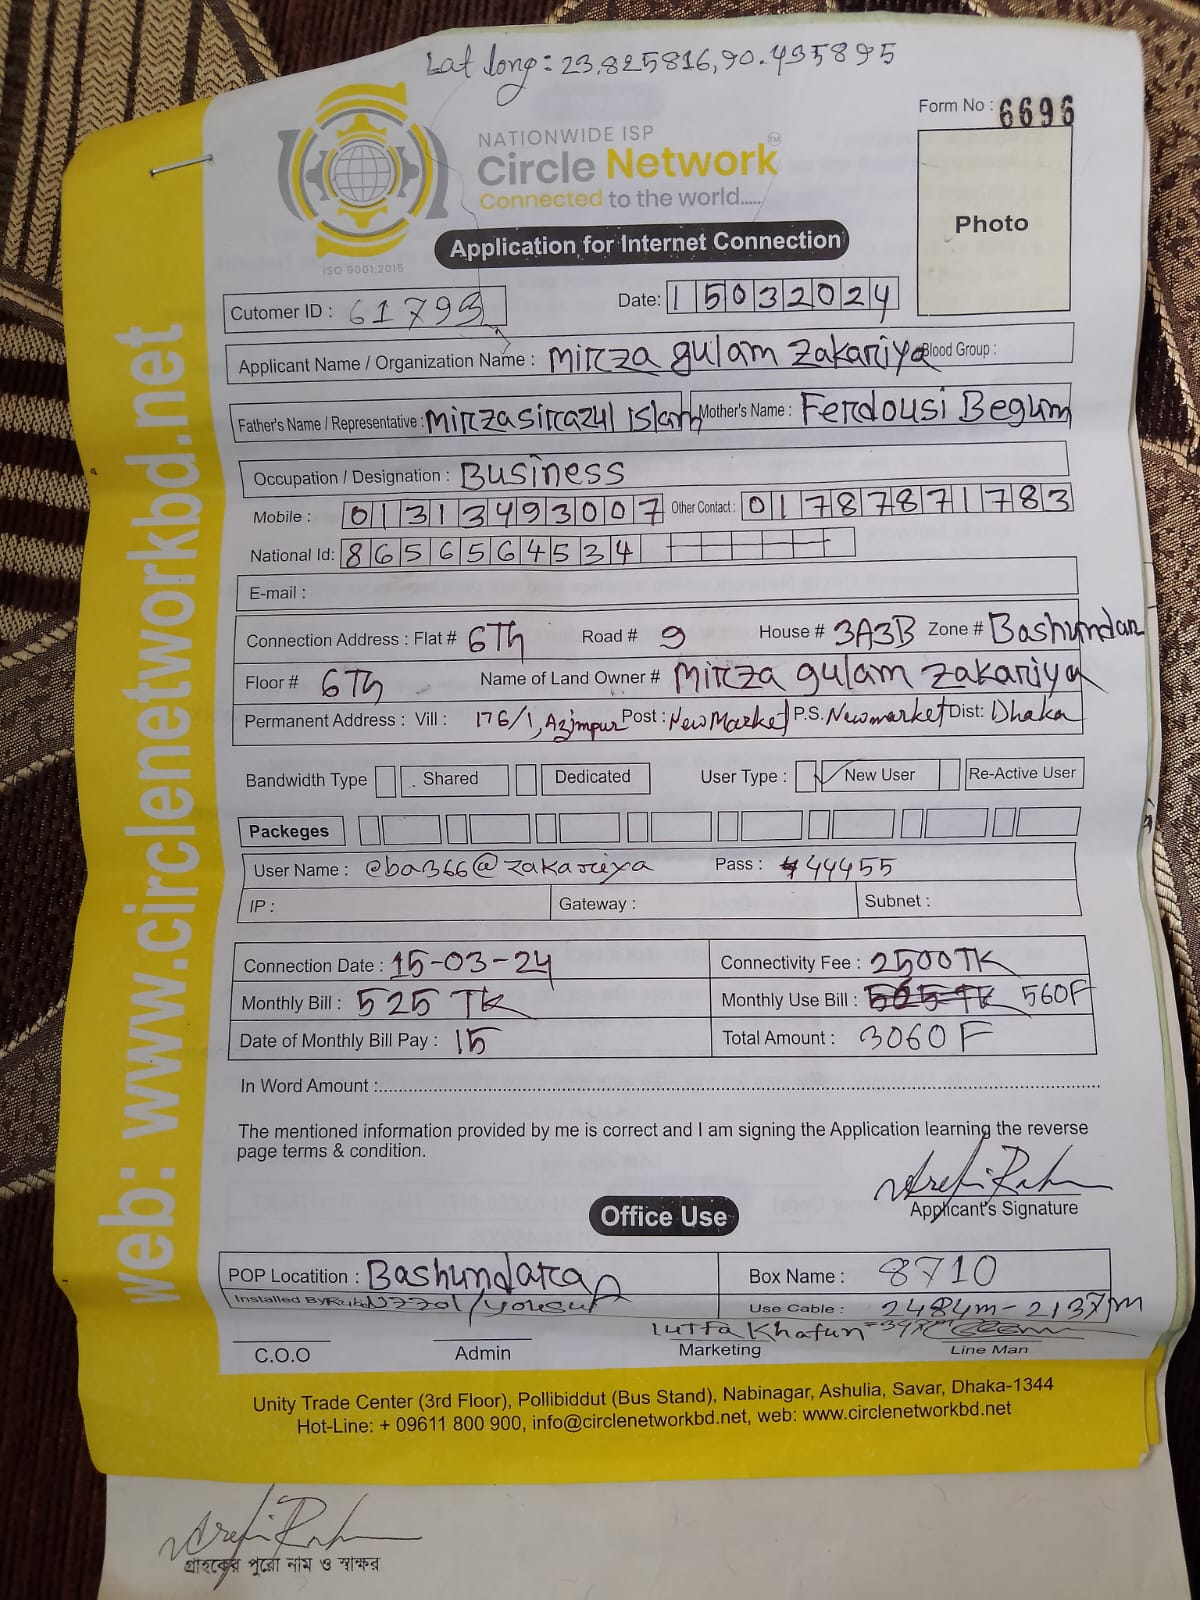 Lat long: 23.825816,90.435895
Form No : 6696
NATIONWIDE ISP
Circle Network TM
Connected to the world.....
ISO 9001:2015
Application for Internet Connection
Photo
Cutomer ID : 61793
Date: 15032024
Applicant Name / Organization Name : Mirza gulam Zakariya Blood Group :
Father's Name / Representative : Mirza sirazul Islam Mother's Name : Ferdousi Begum
Occupation / Designation : Business
Mobile : 01313493007 Other Contact : 01787871783
National Id: 8656564534
E-mail :
Connection Address : Flat # 6Th Road # 9 House # 3A3B Zone # Bashundan
Floor # 6Th Name of Land Owner # Mirza gulam Zakariya
Permanent Address : Vill : 176/1, Azimpur Post : New Market P.S. Newmarket Dist: Dhaka
Bandwidth Type Shared Dedicated User Type : New User Re-Active User
Packeges
User Name : @ba366@zakariya Pass : 44455
IP : Gateway : Subnet :
Connection Date : 15-03-24 Connectivity Fee : 2500TK
Monthly Bill : 525 TK Monthly Use Bill : 560F
Date of Monthly Bill Pay : 15 Total Amount : 3060F
In Word Amount :
The mentioned information provided by me is correct and I am signing the Application learning the reverse
page terms & condition.
Applicant's Signature
Office Use
POP Locatition : Bashundara Box Name : 8710
Installed By yousuf Use Cable : 2484m-2137m
Lutfa Khatun
C.O.O Admin Marketing Line Man
Unity Trade Center (3rd Floor), Pollibiddut (Bus Stand), Nabinagar, Ashulia, Savar, Dhaka-1344
Hot-Line: + 09611 800 900, info@circlenetworkbd.net, web: www.circlenetworkbd.net
web: www.circlenetworkbd.net
গ্রাহকের পুরো নাম ও স্বাক্ষর